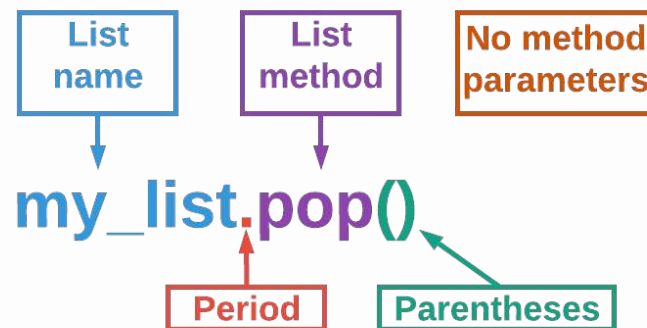 List
name
List
method
No method
parameters
my_list.pop()
Period
Parentheses